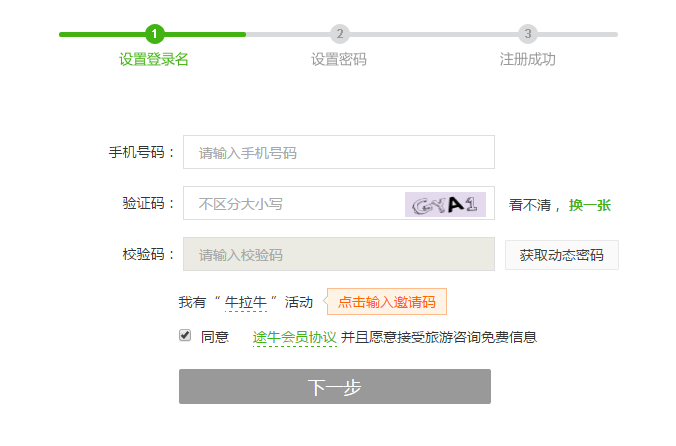 1 2 3
设置登录名 设置密码 注册成功
手机号码： 请输入手机号码
验证码： 不区分大小写 GYA1 看不清，换一张
校验码： 请输入校验码 获取动态密码
我有“牛拉牛”活动 点击输入邀请码
同意 途牛会员协议 并且愿意接受旅游咨询免费信息
下一步